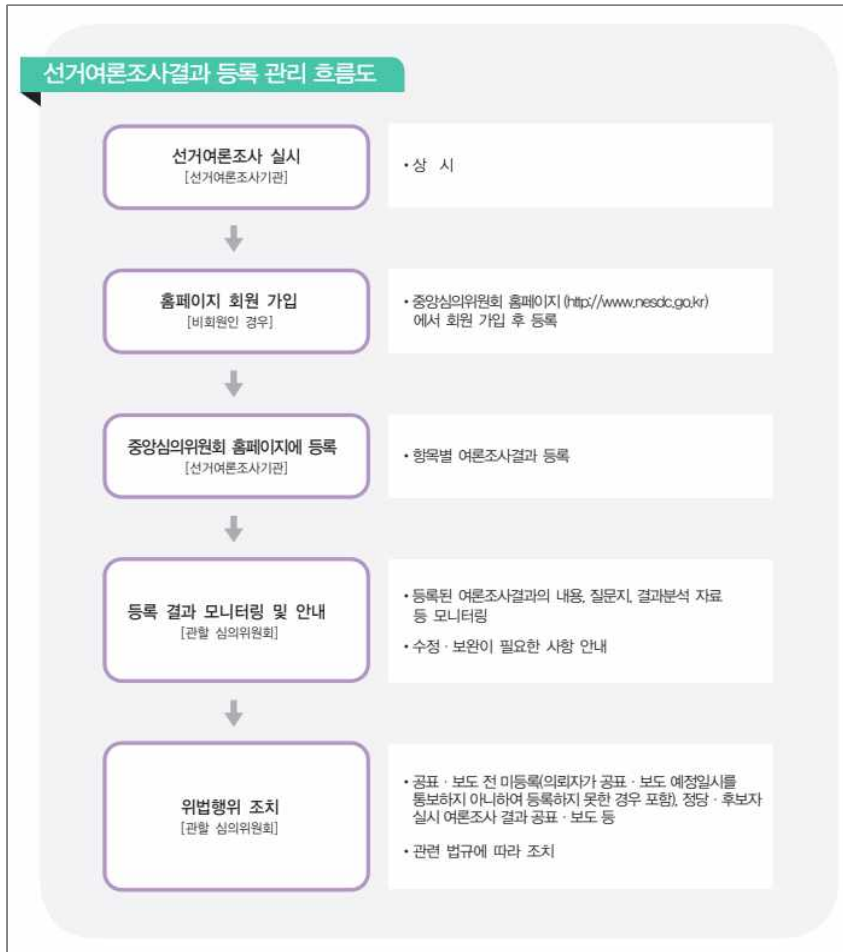 선거여론조사결과 등록 관리 흐름도
선거여론조사 실시
[선거여론조사기관]
• 상 시
홈페이지 회원 가입
[비회원인 경우]
• 중앙심의위원회 홈페이지 (http://www.nesdc.go.kr)
에서 회원 가입 후 등록
중앙심의위원회 홈페이지에 등록
[선거여론조사기관]
• 항목별 여론조사결과 등록
등록 결과 모니터링 및 안내
[관할 심의위원회]
• 등록된 여론조사결과의 내용, 질문지, 결과분석 자료
등 모니터링
• 수정 · 보완이 필요한 사항 안내
위법행위 조치
[관할 심의위원회]
• 공표 · 보도 전 미등록(의뢰자가 공표 · 보도 예정일시를
통보하지 아니하여 등록하지 못한 경우 포함), 정당 · 후보자
실시 여론조사 결과 공표 · 보도 등
• 관련 법규에 따라 조치